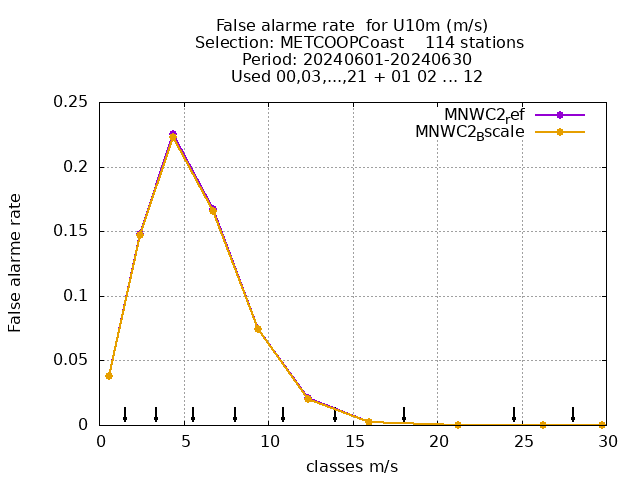 False alarme rate  for U10m (m/s)
Selection: METCOOPCoast    114 stations
Period: 20240601-20240630
Used 00,03,...,21 + 01 02 ... 12
MNWC2_ref
MNWC2_Bscale
False alarme rate
0.25
0.2
0.15
0.1
0.05
0
0 5 10 15 20 25 30
classes m/s